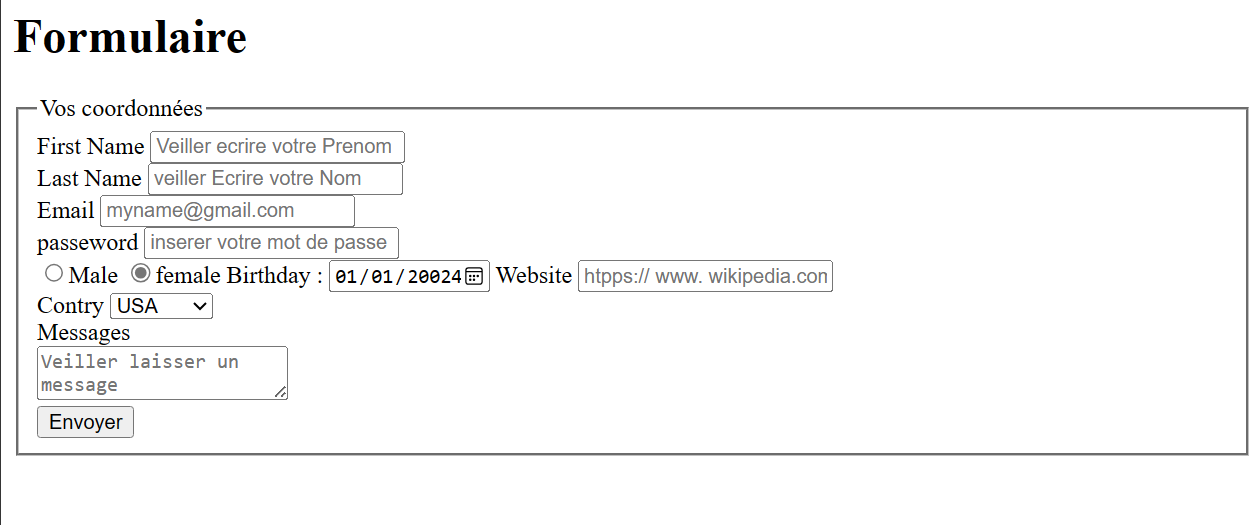 Formulaire
Vos coordonnées
First Name Veiller ecrire votre Prenom
Last Name veiller Ecrire votre Nom
Email myname@gmail.com
passeword inserer votre mot de passe
Male female Birthday : 01/01/20024 Website htpps:// www. wikipedia.con
Contry USA
Messages
Veiller laisser un
message
Envoyer